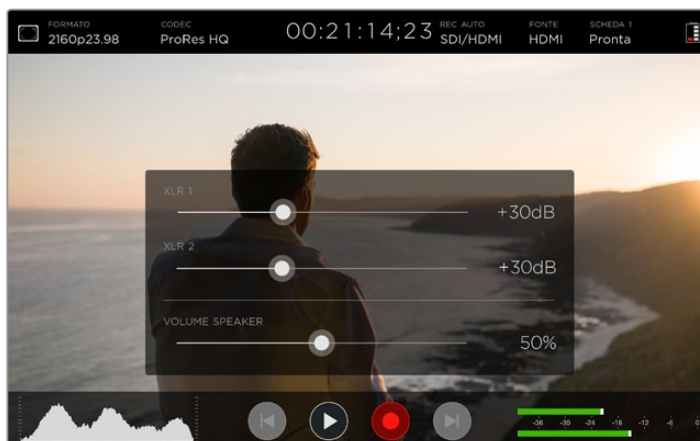 FORMATO
2160p23.98
CODEC
ProRes HQ
00:21:14;23
REC AUTO
SDI/HDMI
FONTE
HDMI
SCHEDA 1
Pronta
XLR 1
+30dB
XLR 2
+30dB
VOLUME SPEAKER
50%
-36 -30 -24 -18 -12 -6